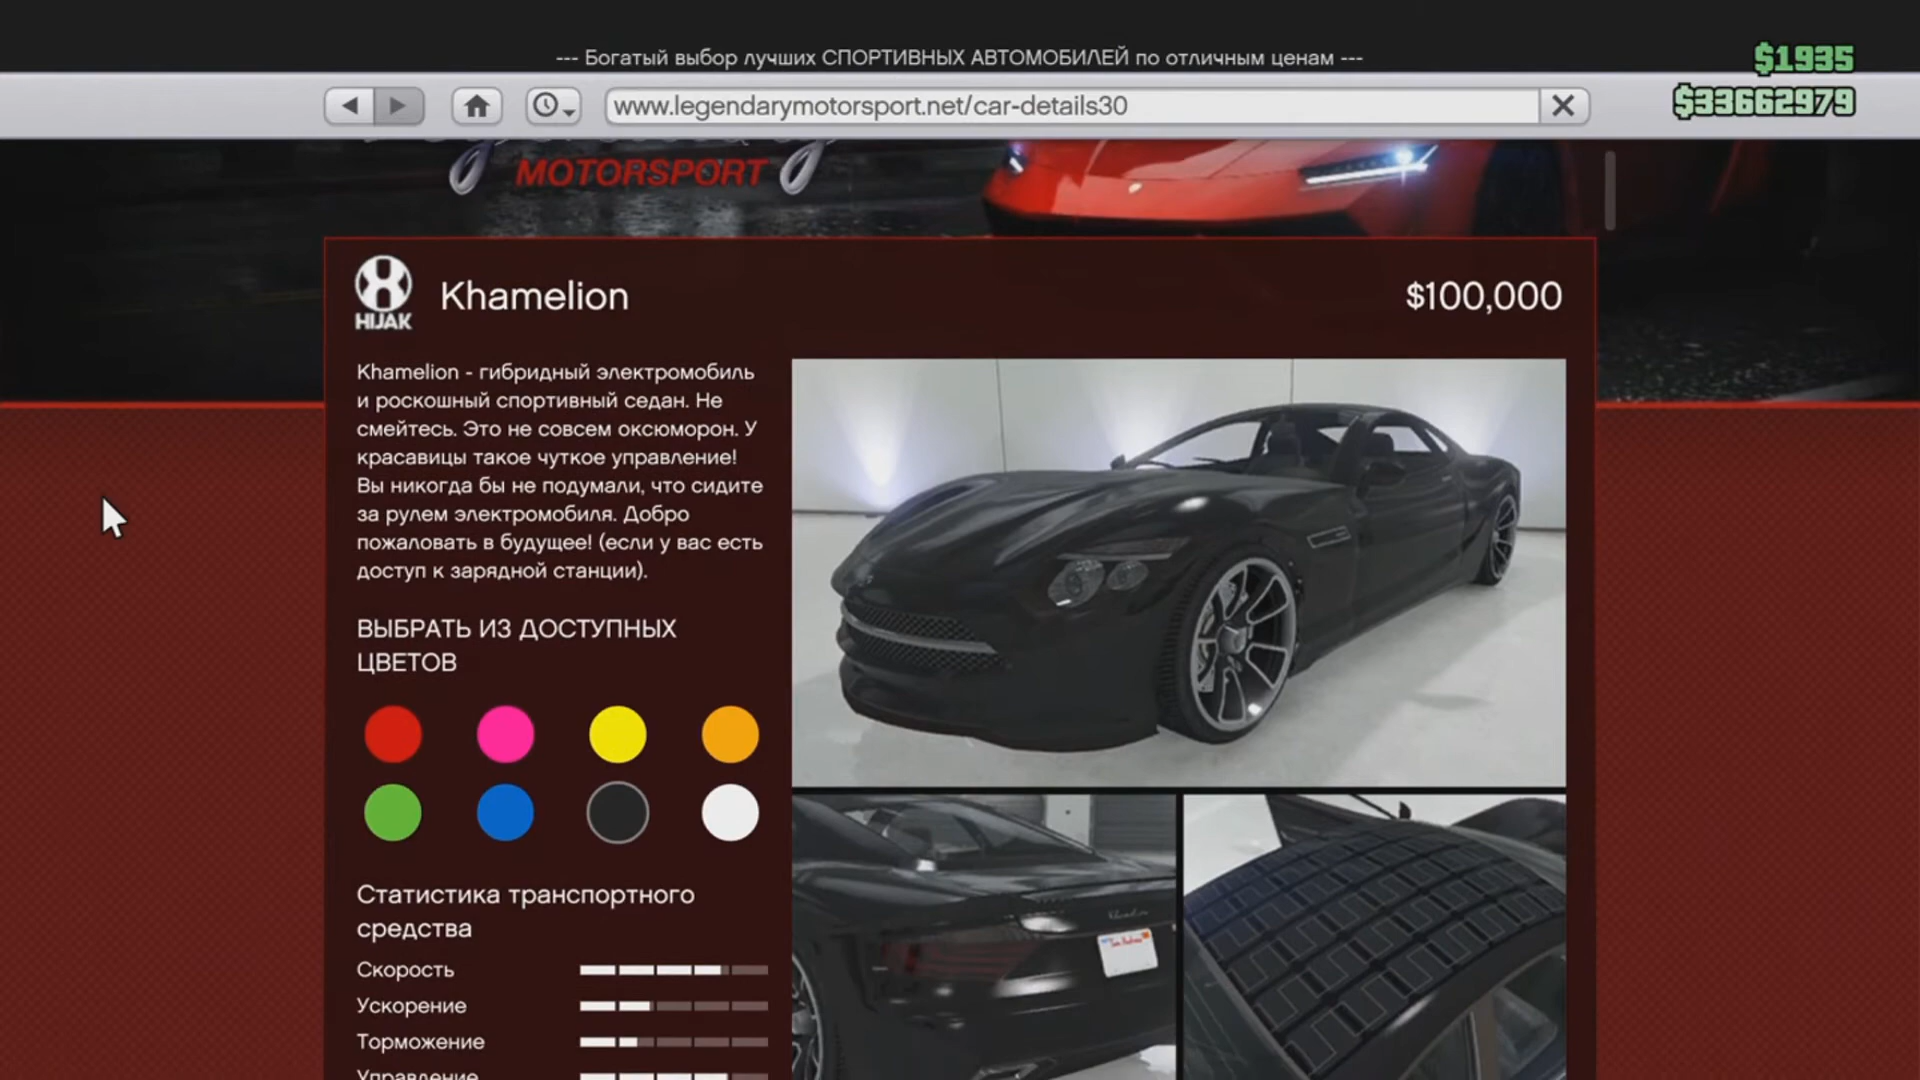 --- Богатый выбор лучших СПОРТИВНЫХ АВТОМОБИЛЕЙ по отличным ценам ---
$1935
$33662979
www.legendarymotorsport.net/car-details30
MOTORSPORT
HIJAK
Khamelion
$100,000
Khamelion - гибридный электромобиль
и роскошный спортивный седан. Не
смейтесь. Это не совсем оксюморон. У
красавицы такое чуткое управление!
Вы никогда бы не подумали, что сидите
за рулем электромобиля. Добро
пожаловать в будущее! (если у вас есть
доступ к зарядной станции).
ВЫБРАТЬ ИЗ ДОСТУПНЫХ
ЦВЕТОВ
Статистика транспортного
средства
Скорость
Ускорение
Торможение
Управление